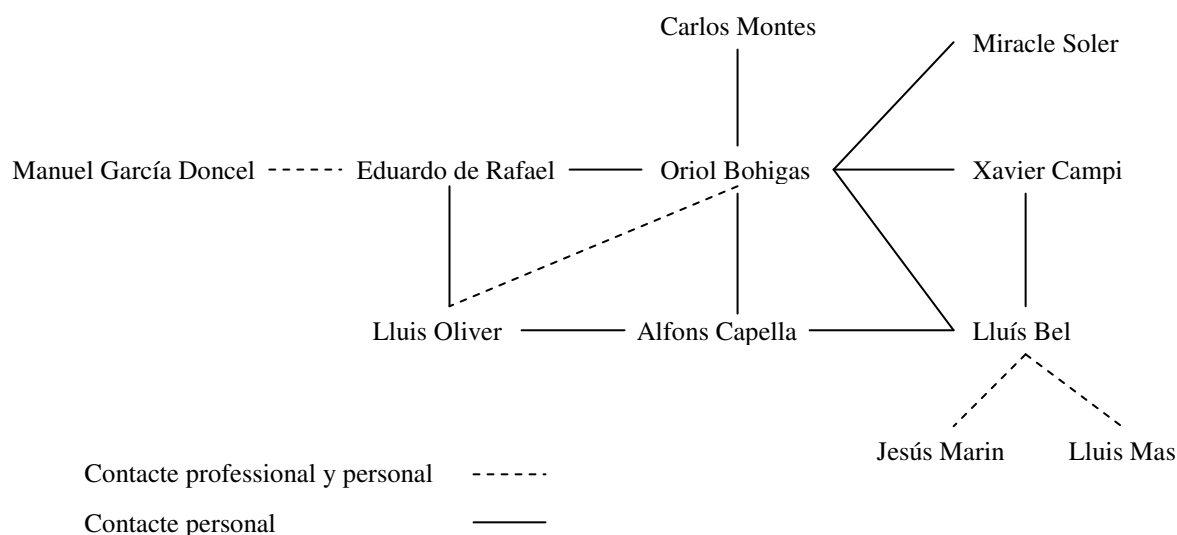 Carlos Montes
Miracle Soler
Manuel García Doncel
Eduardo de Rafael
Oriol Bohigas
Xavier Campi
Lluis Oliver
Alfons Capella
Lluís Bel
Jesús Marin
Lluis Mas
Contacte professional y personal
Contacte personal